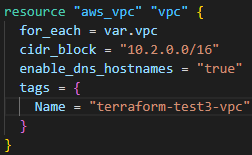 resource "aws_vpc" "vpc" {
  for_each = var.vpc
  cidr_block = "10.2.0.0/16"
  enable_dns_hostnames = "true"
  tags = {
    Name = "terraform-test3-vpc"
  }
}